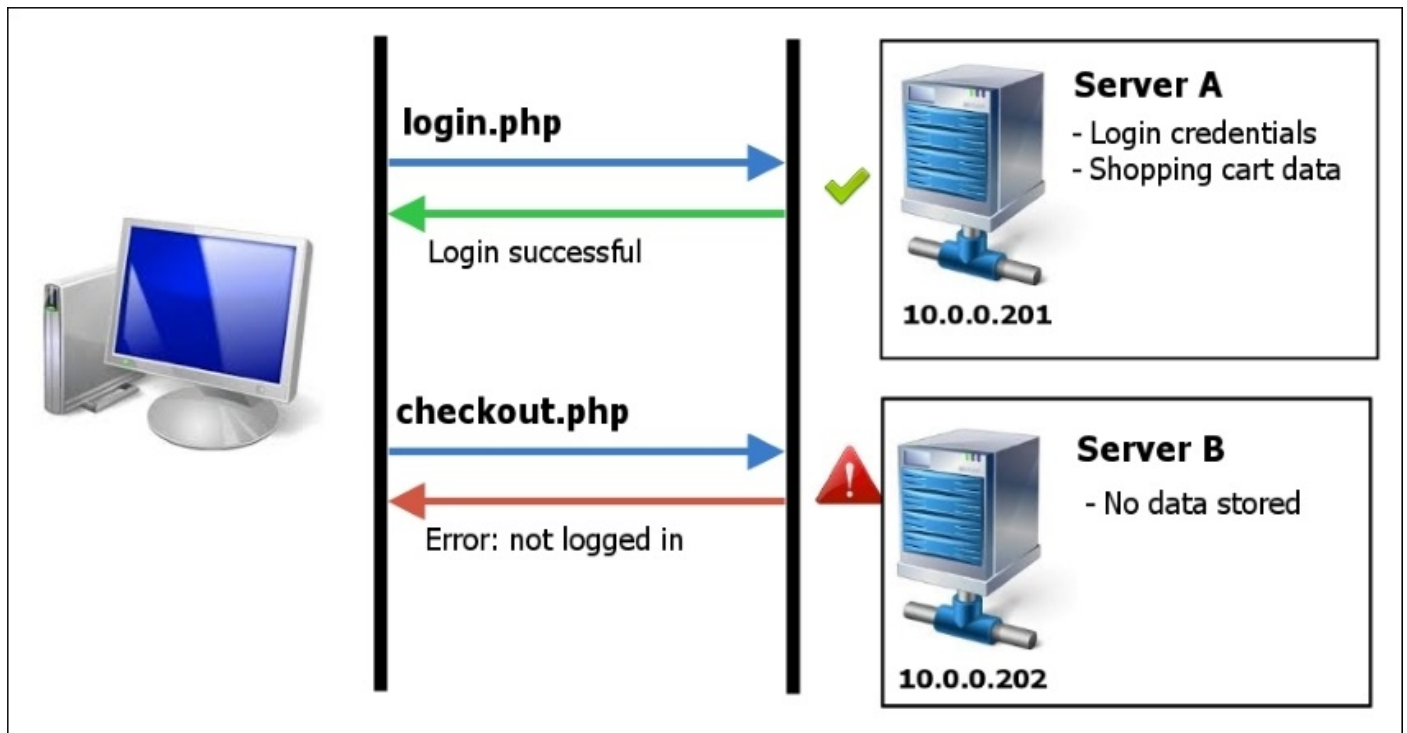 login.php
Login successful
Server A
- Login credentials
- Shopping cart data
10.0.0.201
checkout.php
Error: not logged in
Server B
- No data stored
10.0.0.202